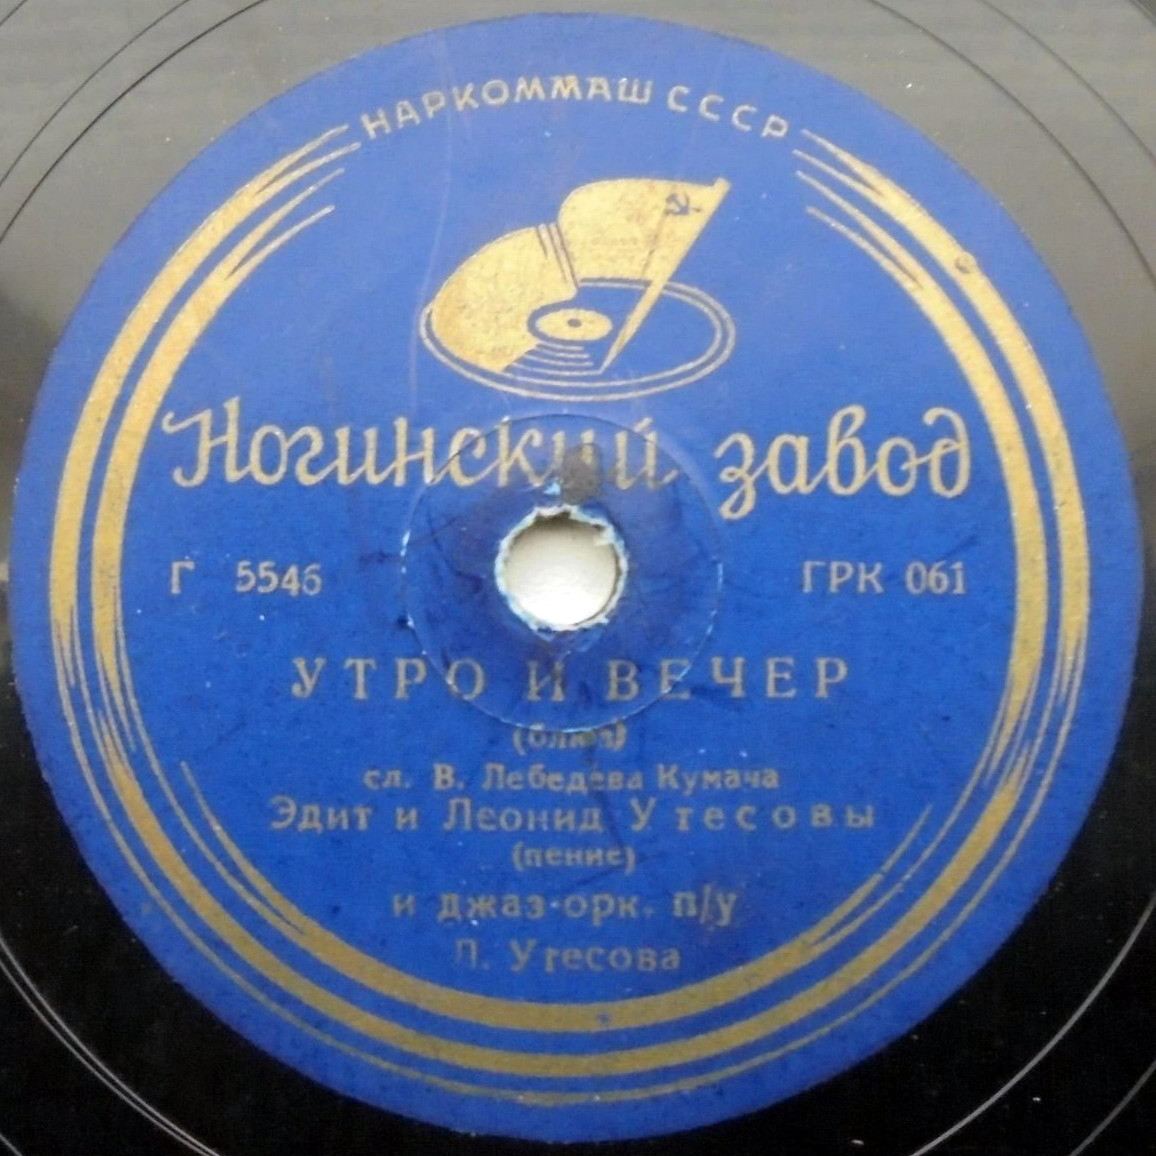 НАРКОММАШ СССР
Ногинский завод
Г 5546 ГРК 061
УТРО И ВЕЧЕР
(блюз)
сл. В. Лебедева Кумача
Эдит и Леонид Утесовы
(пение)
и джаз-орк. п/у
Л. Утесова